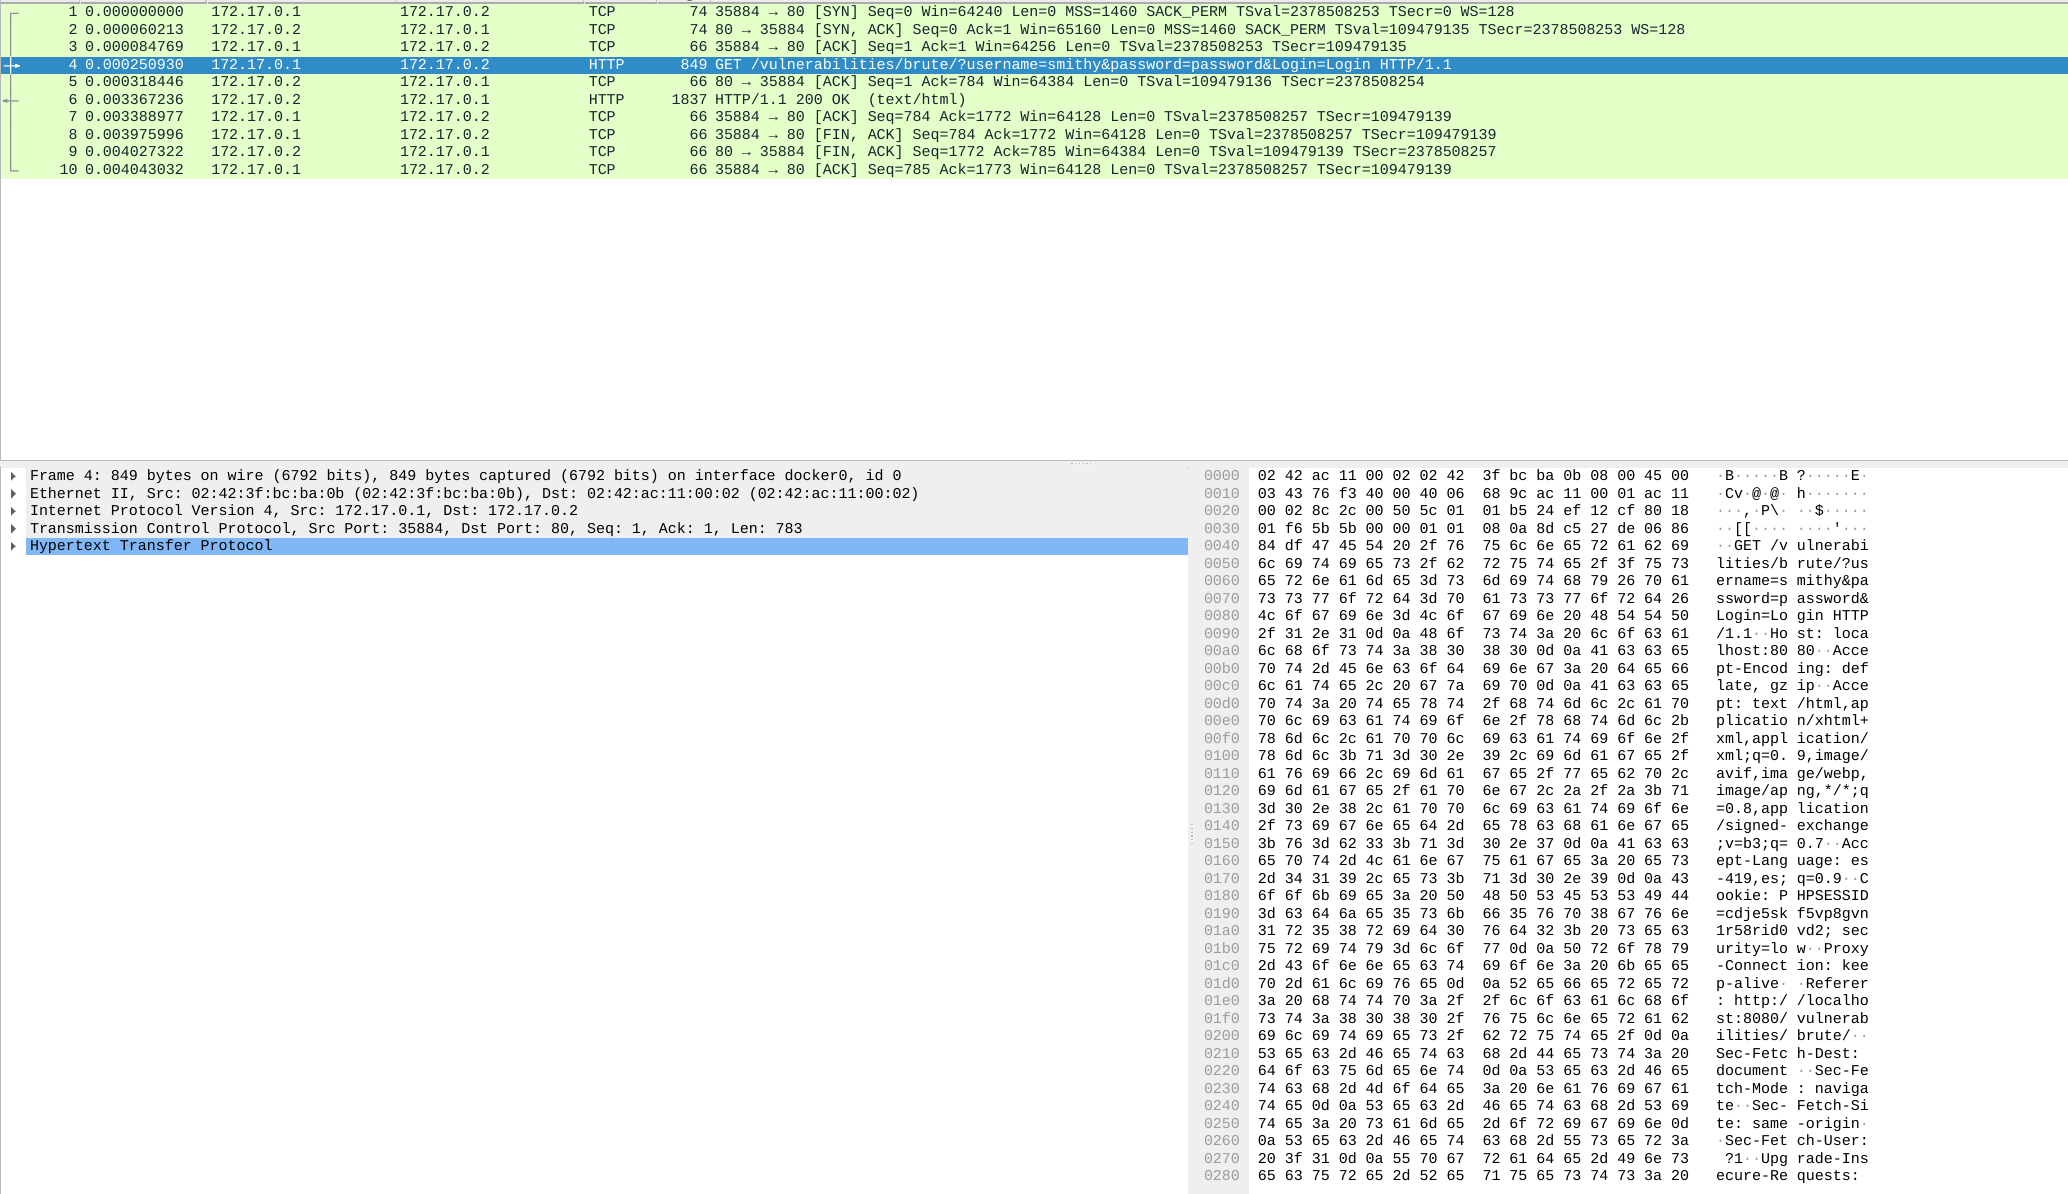 1 0.000000000 172.17.0.1 172.17.0.2 TCP 74 35884 → 80 [SYN] Seq=0 Win=64240 Len=0 MSS=1460 SACK_PERM TSval=2378508253 TSecr=0 WS=128
2 0.000060213 172.17.0.2 172.17.0.1 TCP 74 80 → 35884 [SYN, ACK] Seq=0 Ack=1 Win=65160 Len=0 MSS=1460 SACK_PERM TSval=109479135 TSecr=2378508253 WS=128
3 0.000084769 172.17.0.1 172.17.0.2 TCP 66 35884 → 80 [ACK] Seq=1 Ack=1 Win=64256 Len=0 TSval=2378508253 TSecr=109479135
4 0.000250930 172.17.0.1 172.17.0.2 HTTP 849 GET /vulnerabilities/brute/?username=smithy&password=password&Login=Login HTTP/1.1
5 0.000318446 172.17.0.2 172.17.0.1 TCP 66 80 → 35884 [ACK] Seq=1 Ack=784 Win=64384 Len=0 TSval=109479136 TSecr=2378508254
6 0.003367236 172.17.0.2 172.17.0.1 HTTP 1837 HTTP/1.1 200 OK  (text/html)
7 0.003388977 172.17.0.1 172.17.0.2 TCP 66 35884 → 80 [ACK] Seq=784 Ack=1772 Win=64128 Len=0 TSval=2378508257 TSecr=109479139
8 0.003975996 172.17.0.1 172.17.0.2 TCP 66 35884 → 80 [FIN, ACK] Seq=784 Ack=1772 Win=64128 Len=0 TSval=2378508257 TSecr=109479139
9 0.004027322 172.17.0.2 172.17.0.1 TCP 66 80 → 35884 [FIN, ACK] Seq=1772 Ack=785 Win=64384 Len=0 TSval=109479139 TSecr=2378508257
10 0.004043032 172.17.0.1 172.17.0.2 TCP 66 35884 → 80 [ACK] Seq=785 Ack=1773 Win=64128 Len=0 TSval=2378508257 TSecr=109479139
Frame 4: 849 bytes on wire (6792 bits), 849 bytes captured (6792 bits) on interface docker0, id 0
Ethernet II, Src: 02:42:3f:bc:ba:0b (02:42:3f:bc:ba:0b), Dst: 02:42:ac:11:00:02 (02:42:ac:11:00:02)
Internet Protocol Version 4, Src: 172.17.0.1, Dst: 172.17.0.2
Transmission Control Protocol, Src Port: 35884, Dst Port: 80, Seq: 1, Ack: 1, Len: 783
Hypertext Transfer Protocol
0000 02 42 ac 11 00 02 02 42 3f bc ba 0b 08 00 45 00 ·B·····B ?·····E·
0010 03 43 76 f3 40 00 40 06 68 9c ac 11 00 01 ac 11 ·Cv·@·@· h·······
0020 00 02 8c 2c 00 50 5c 01 01 b5 24 ef 12 cf 80 18 ···,·P\· ··$·····
0030 01 f6 5b 5b 00 00 01 01 08 0a 8d c5 27 de 06 86 ··[[···· ····'···
0040 84 df 47 45 54 20 2f 76 75 6c 6e 65 72 61 62 69 ··GET /v ulnerabi
0050 6c 69 74 69 65 73 2f 62 72 75 74 65 2f 3f 75 73 lities/b rute/?us
0060 65 72 6e 61 6d 65 3d 73 6d 69 74 68 79 26 70 61 ername=s mithy&pa
0070 73 73 77 6f 72 64 3d 70 61 73 73 77 6f 72 64 26 ssword=p assword&
0080 4c 6f 67 69 6e 3d 4c 6f 67 69 6e 20 48 54 54 50 Login=Lo gin HTTP
0090 2f 31 2e 31 0d 0a 48 6f 73 74 3a 20 6c 6f 63 61 /1.1··Ho st: loca
00a0 6c 68 6f 73 74 3a 38 30 38 30 0d 0a 41 63 63 65 lhost:80 80··Acce
00b0 70 74 2d 45 6e 63 6f 64 69 6e 67 3a 20 64 65 66 pt-Encod ing: def
00c0 6c 61 74 65 2c 20 67 7a 69 70 0d 0a 41 63 63 65 late, gz ip··Acce
00d0 70 74 3a 20 74 65 78 74 2f 68 74 6d 6c 2c 61 70 pt: text /html,ap
00e0 70 6c 69 63 61 74 69 6f 6e 2f 78 68 74 6d 6c 2b plicatio n/xhtml+
00f0 78 6d 6c 2c 61 70 70 6c 69 63 61 74 69 6f 6e 2f xml,appl ication/
0100 78 6d 6c 3b 71 3d 30 2e 39 2c 69 6d 61 67 65 2f xml;q=0. 9,image/
0110 61 76 69 66 2c 69 6d 61 67 65 2f 77 65 62 70 2c avif,ima ge/webp,
0120 69 6d 61 67 65 2f 61 70 6e 67 2c 2a 2f 2a 3b 71 image/ap ng,*/*;q
0130 3d 30 2e 38 2c 61 70 70 6c 69 63 61 74 69 6f 6e =0.8,app lication
0140 2f 73 69 67 6e 65 64 2d 65 78 63 68 61 6e 67 65 /signed- exchange
0150 3b 76 3d 62 33 3b 71 3d 30 2e 37 0d 0a 41 63 63 ;v=b3;q= 0.7··Acc
0160 65 70 74 2d 4c 61 6e 67 75 61 67 65 3a 20 65 73 ept-Lang uage: es
0170 2d 34 31 39 2c 65 73 3b 71 3d 30 2e 39 0d 0a 43 -419,es; q=0.9··C
0180 6f 6f 6b 69 65 3a 20 50 48 50 53 45 53 53 49 44 ookie: P HPSESSID
0190 3d 63 64 6a 65 35 73 6b 66 35 76 70 38 67 76 6e =cdje5sk f5vp8gvn
01a0 31 72 35 38 72 69 64 30 76 64 32 3b 20 73 65 63 1r58rid0 vd2; sec
01b0 75 72 69 74 79 3d 6c 6f 77 0d 0a 50 72 6f 78 79 urity=lo w··Proxy
01c0 2d 43 6f 6e 6e 65 63 74 69 6f 6e 3a 20 6b 65 65 -Connect ion: kee
01d0 70 2d 61 6c 69 76 65 0d 0a 52 65 66 65 72 65 72 p-alive· ·Referer
01e0 3a 20 68 74 74 70 3a 2f 2f 6c 6f 63 61 6c 68 6f : http:/ /localho
01f0 73 74 3a 38 30 38 30 2f 76 75 6c 6e 65 72 61 62 st:8080/ vulnerab
0200 69 6c 69 74 69 65 73 2f 62 72 75 74 65 2f 0d 0a ilities/ brute/··
0210 53 65 63 2d 46 65 74 63 68 2d 44 65 73 74 3a 20 Sec-Fetc h-Dest:
0220 64 6f 63 75 6d 65 6e 74 0d 0a 53 65 63 2d 46 65 document ··Sec-Fe
0230 74 63 68 2d 4d 6f 64 65 3a 20 6e 61 76 69 67 61 tch-Mode : naviga
0240 74 65 0d 0a 53 65 63 2d 46 65 74 63 68 2d 53 69 te··Sec- Fetch-Si
0250 74 65 3a 20 73 61 6d 65 2d 6f 72 69 67 69 6e 0d te: same -origin·
0260 0a 53 65 63 2d 46 65 74 63 68 2d 55 73 65 72 3a ·Sec-Fet ch-User:
0270 20 3f 31 0d 0a 55 70 67 72 61 64 65 2d 49 6e 73 ?1··Upg rade-Ins
0280 65 63 75 72 65 2d 52 65 71 75 65 73 74 73 3a 20 ecure-Re quests: